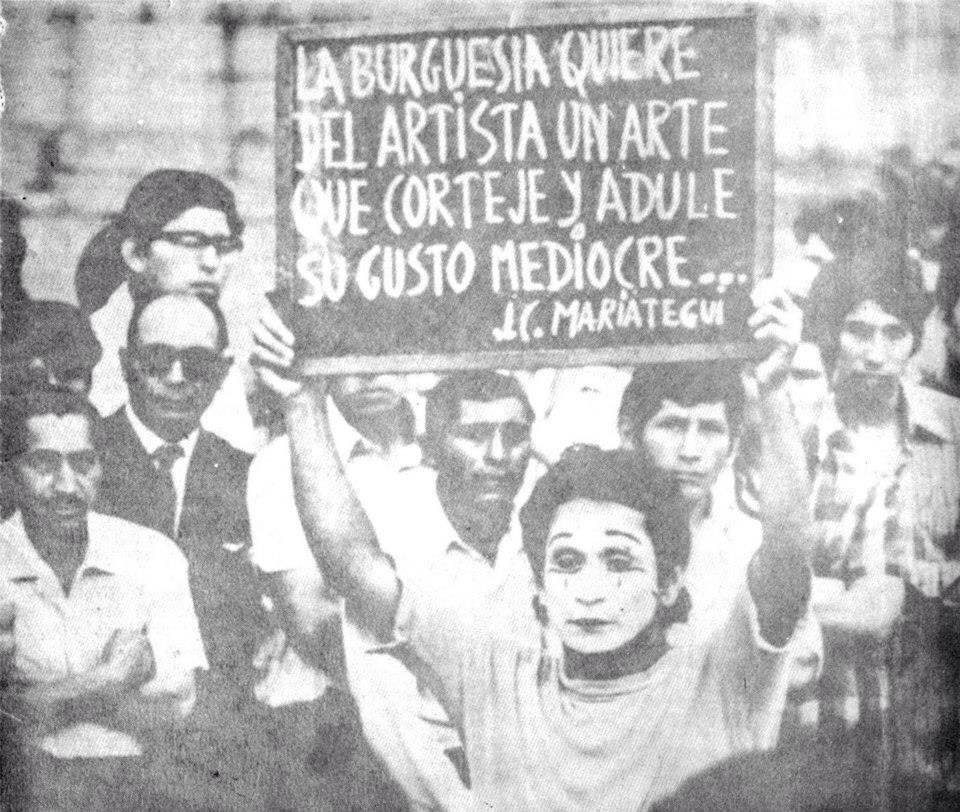 LA BURGUESIA QUIERE
DEL ARTISTA UN ARTE
QUE CORTEJE Y ADULE
SU GUSTO MEDIOCRE....
J.C. MARIATEGUI